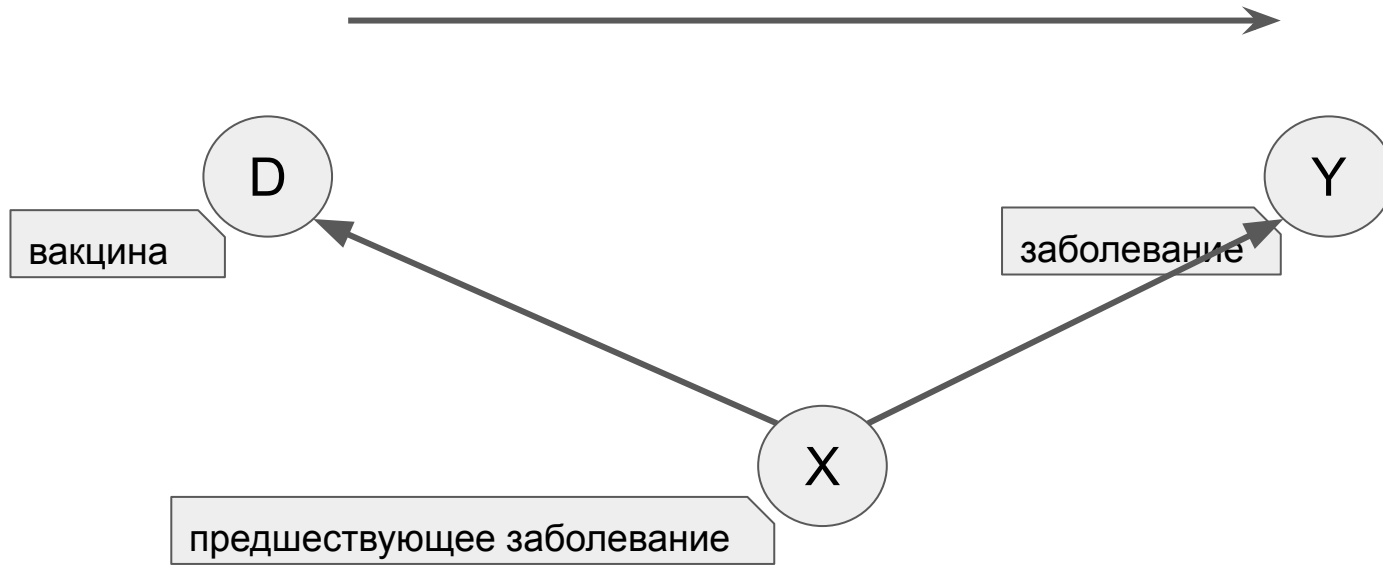 D
Y
вакцина
заболевание
X
предшествующее заболевание